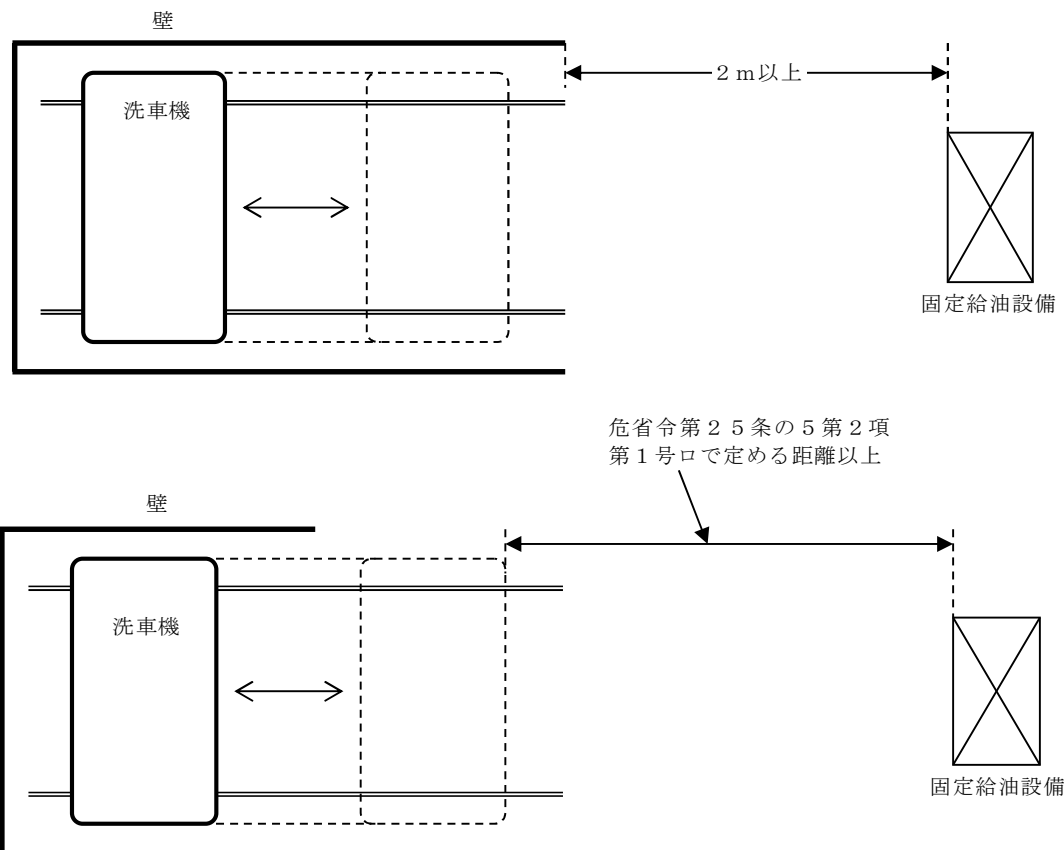 壁
洗車機
２ｍ以上
固定給油設備
危省令第２５条の５第２項
第１号ロで定める距離以上
壁
洗車機
固定給油設備